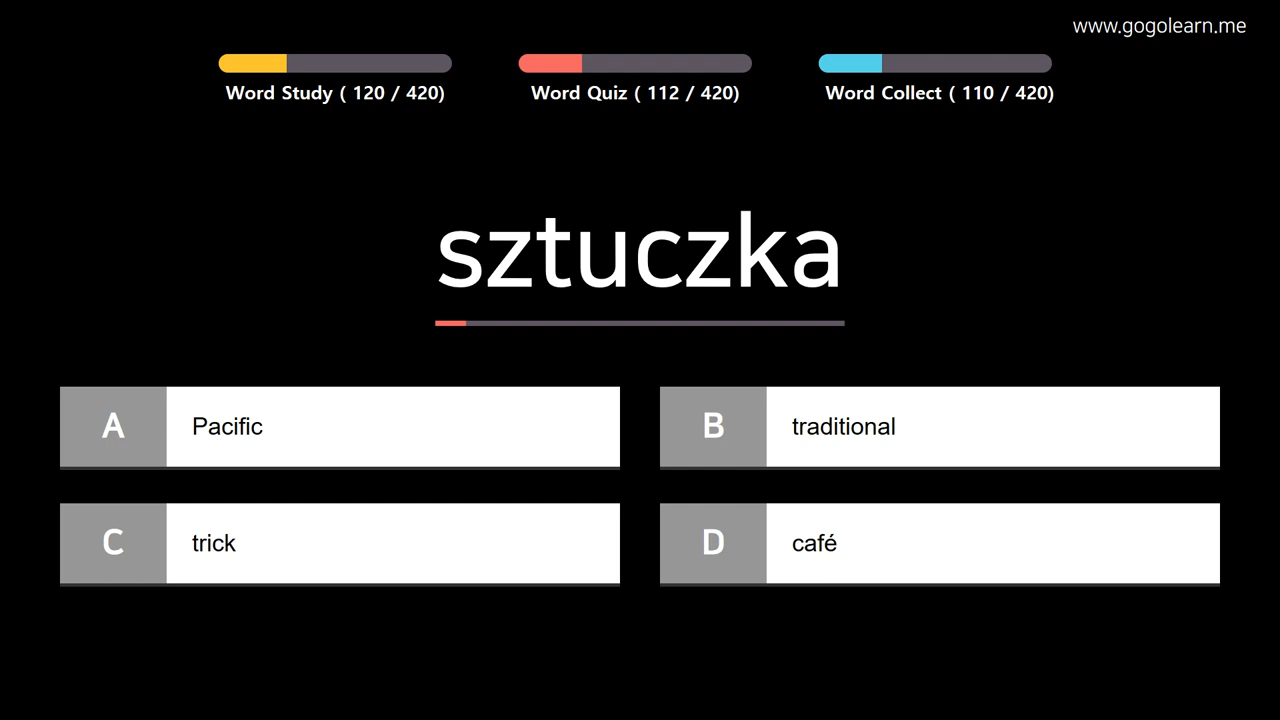 www.gogolearn.me
Word Study ( 120 / 420)
Word Quiz ( 112 / 420)
Word Collect ( 110 / 420)
sztuczka
A Pacific
B traditional
C trick
D café